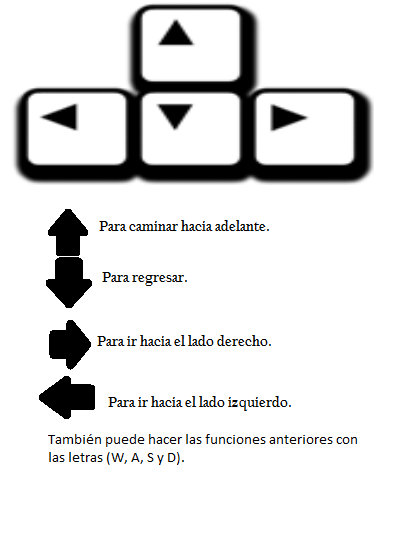 Para caminar hacia adelante.
Para regresar.
Para ir hacia el lado derecho.
Para ir hacia el lado izquierdo.
También puede hacer las funciones anteriores con
las letras (W, A, S y D).